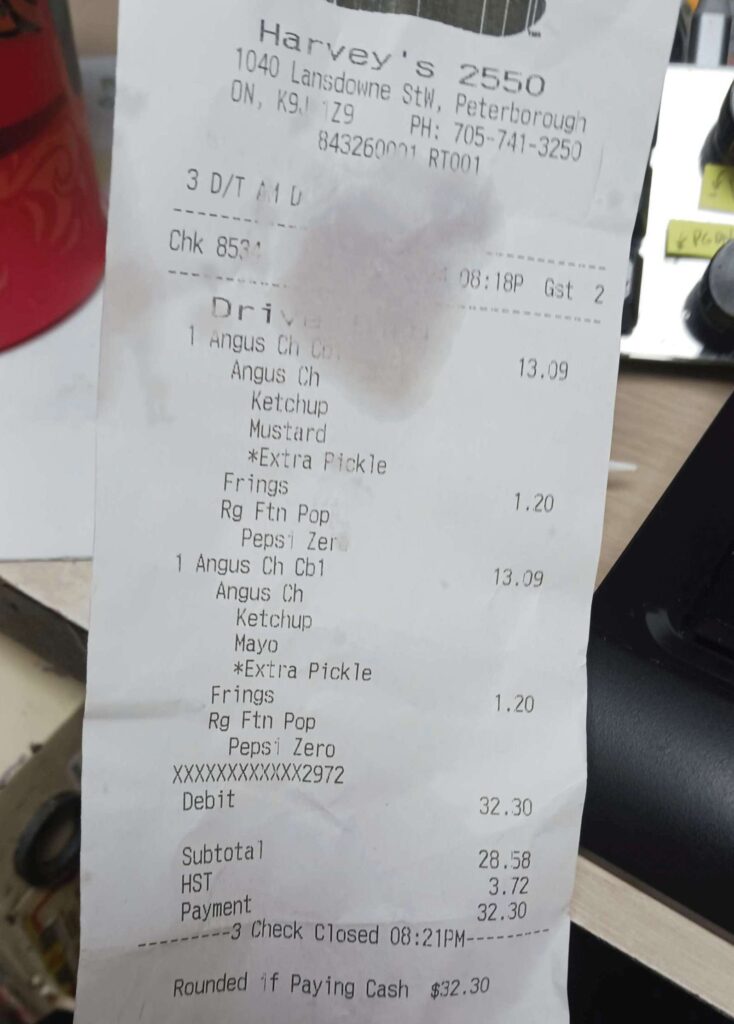 Harvey's 2550
1040 Lansdowne StW, Peterborough
ON, K9J 1Z9 PH: 705-741-3250
843260001 RT001
3 D/T
Chk 08:18P Gst 2
1 Angus Ch 13.09
Angus Ch
Ketchup
Mustard
*Extra Pickle
Frings 1.20
Rg Ftn Pop
Pepsi
1 Angus Ch Cb1 13.09
Angus Ch
Ketchup
Mayo
*Extra Pickle
Frings 1.20
Rg Ftn Pop
Pepsi Zero
XXXXXXXXXXXX2972
Debit 32.30
Subtotal 28.58
HST 3.72
Payment 32.30
---------3 Check Closed 08:21PM---------
Rounded if Paying Cash $32.30